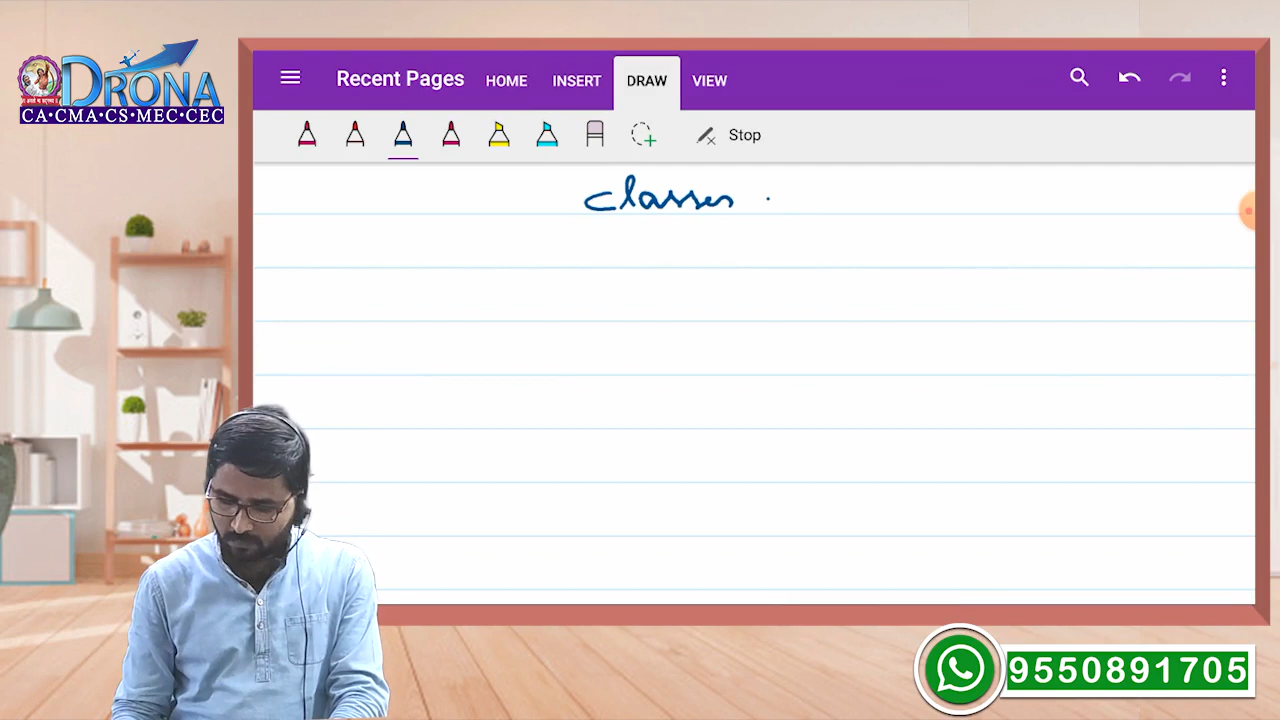 DRONA
CA•CMA•CS•MEC•CEC
Recent Pages HOME INSERT DRAW VIEW
Stop
classes
9550891705